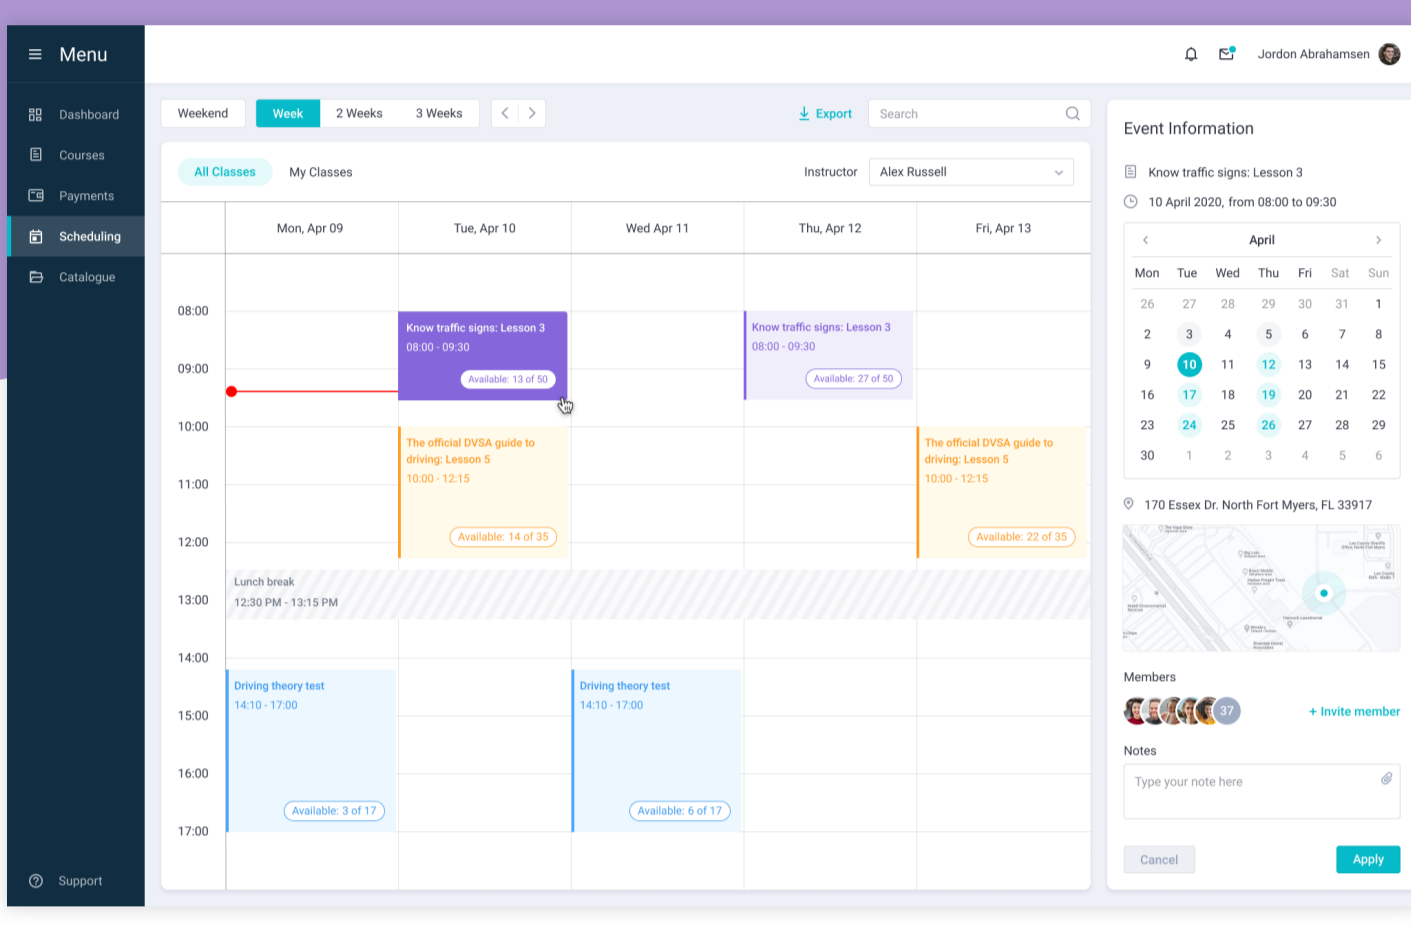 Menu
Dashboard
Courses
Payments
Scheduling
Catalogue
Support
Jordon Abrahamsen
Weekend
Week
2 Weeks
3 Weeks
Export
Search
All Classes
My Classes
Instructor
Alex Russell
Mon, Apr 09
Tue, Apr 10
Wed Apr 11
Thu, Apr 12
Fri, Apr 13
08:00
09:00
10:00
11:00
12:00
13:00
14:00
15:00
16:00
17:00
Know traffic signs: Lesson 3
08:00 - 09:30
Available: 13 of 50
Know traffic signs: Lesson 3
08:00 - 09:30
Available: 27 of 50
The official DVSA guide to
driving: Lesson 5
10:00 - 12:15
Available: 14 of 35
The official DVSA guide to
driving: Lesson 5
10:00 - 12:15
Available: 22 of 35
Lunch break
12:30 PM - 13:15 PM
Driving theory test
14:10 - 17:00
Available: 3 of 17
Driving theory test
14:10 - 17:00
Available: 6 of 17
Event Information
Know traffic signs: Lesson 3
10 April 2020, from 08:00 to 09:30
April
Mon Tue Wed Thu Fri Sat Sun
26 27 28 29 30 31 1
2 3 4 5 6 7 8
9 10 11 12 13 14 15
16 17 18 19 20 21 22
23 24 25 26 27 28 29
30 1 2 3 4 5 6
170 Essex Dr. North Fort Myers, FL 33917
Members
37
+ Invite member
Notes
Type your note here
Cancel
Apply